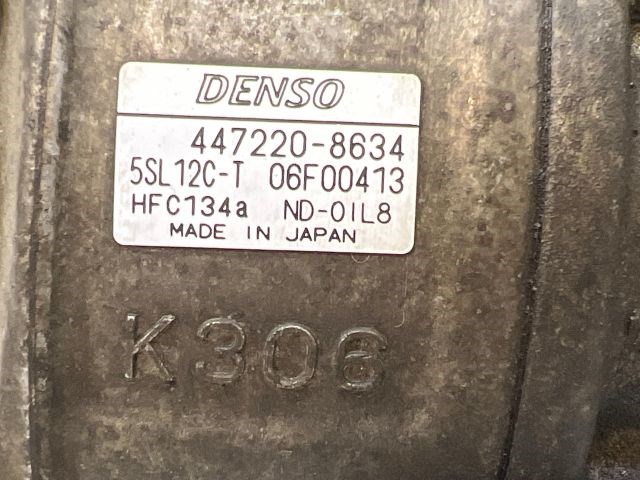 DENSO
447220-8634
5SL12C-T 06F00413
HFC134a ND-OIL8
MADE IN JAPAN
K306